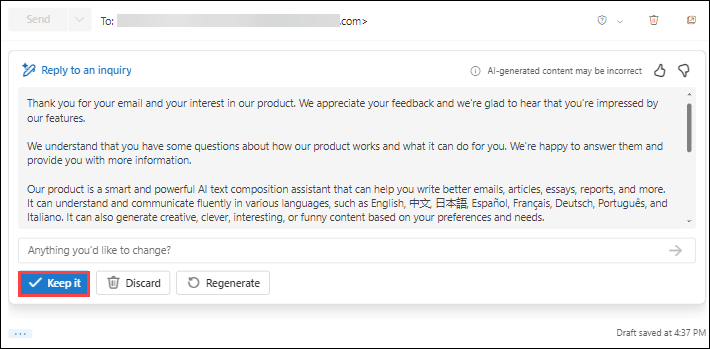 Send
To: .com>
Reply to an inquiry
AI-generated content may be incorrect
Thank you for your email and your interest in our product. We appreciate your feedback and we're glad to hear that you're impressed by
our features.
We understand that you have some questions about how our product works and what it can do for you. We're happy to answer them and
provide you with more information.
Our product is a smart and powerful AI text composition assistant that can help you write better emails, articles, essays, reports, and more.
It can understand and communicate fluently in various languages, such as English, 中文, 日本語, Español, Français, Deutsch, Português, and
Italiano. It can also generate creative, clever, interesting, or funny content based on your preferences and needs.
Anything you'd like to change?
Keep it
Discard
Regenerate
Draft saved at 4:37 PM